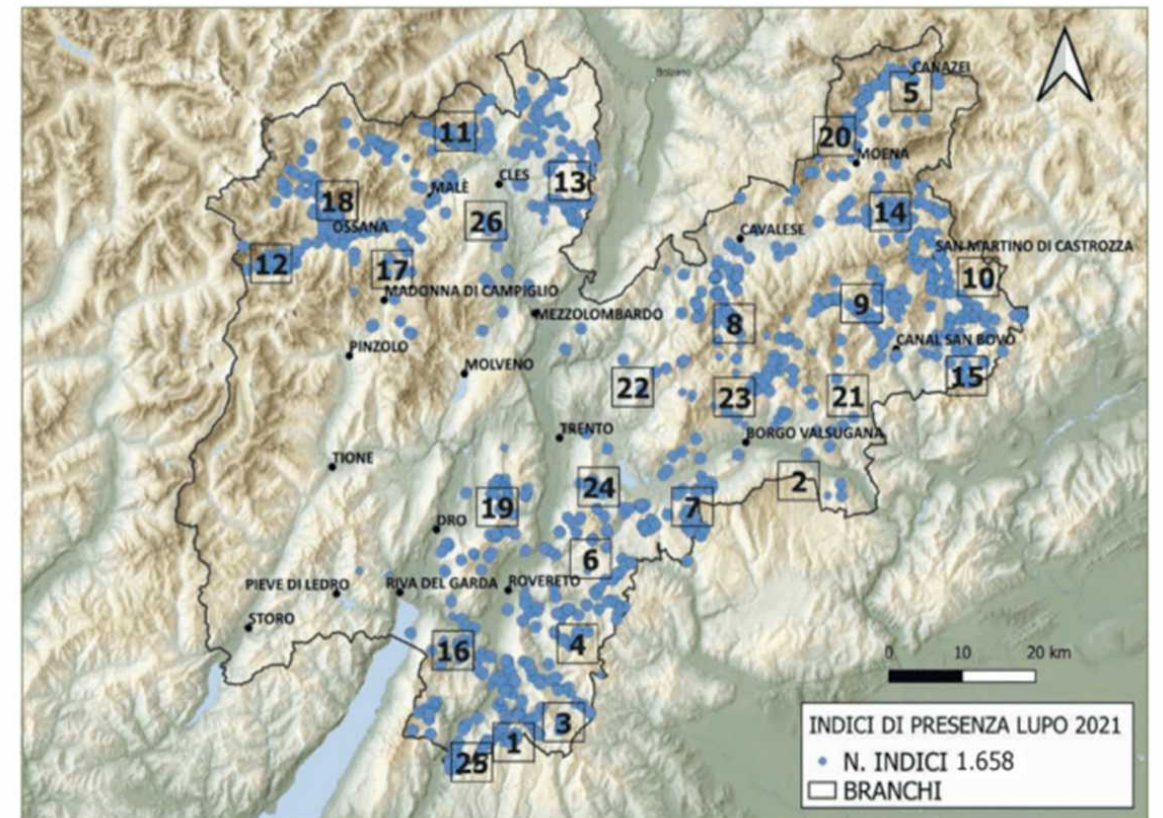 Bolzano
CANAZEI
5
20
11
MOENA
CLES
13
MALÈ
18
14
26
OSSANA
CAVALESE
SAN MARTINO DI CASTROZZA
12
17
10
MADONNA DI CAMPIGLIO
9
MEZZOLOMBARDO
8
CANAL SAN BOVO
PINZOLO
MOLVENO
15
22
23
21
TRENTO
BORGO VALSUGANA
TIONE
2
24
19
7
DRO
6
PIEVE DI LEDRO
RIVA DEL GARDA
ROVERETO
STORO
4
16
0 10 20 km
3
1
25
INDICI DI PRESENZA LUPO 2021
N. INDICI 1.658
BRANCHI